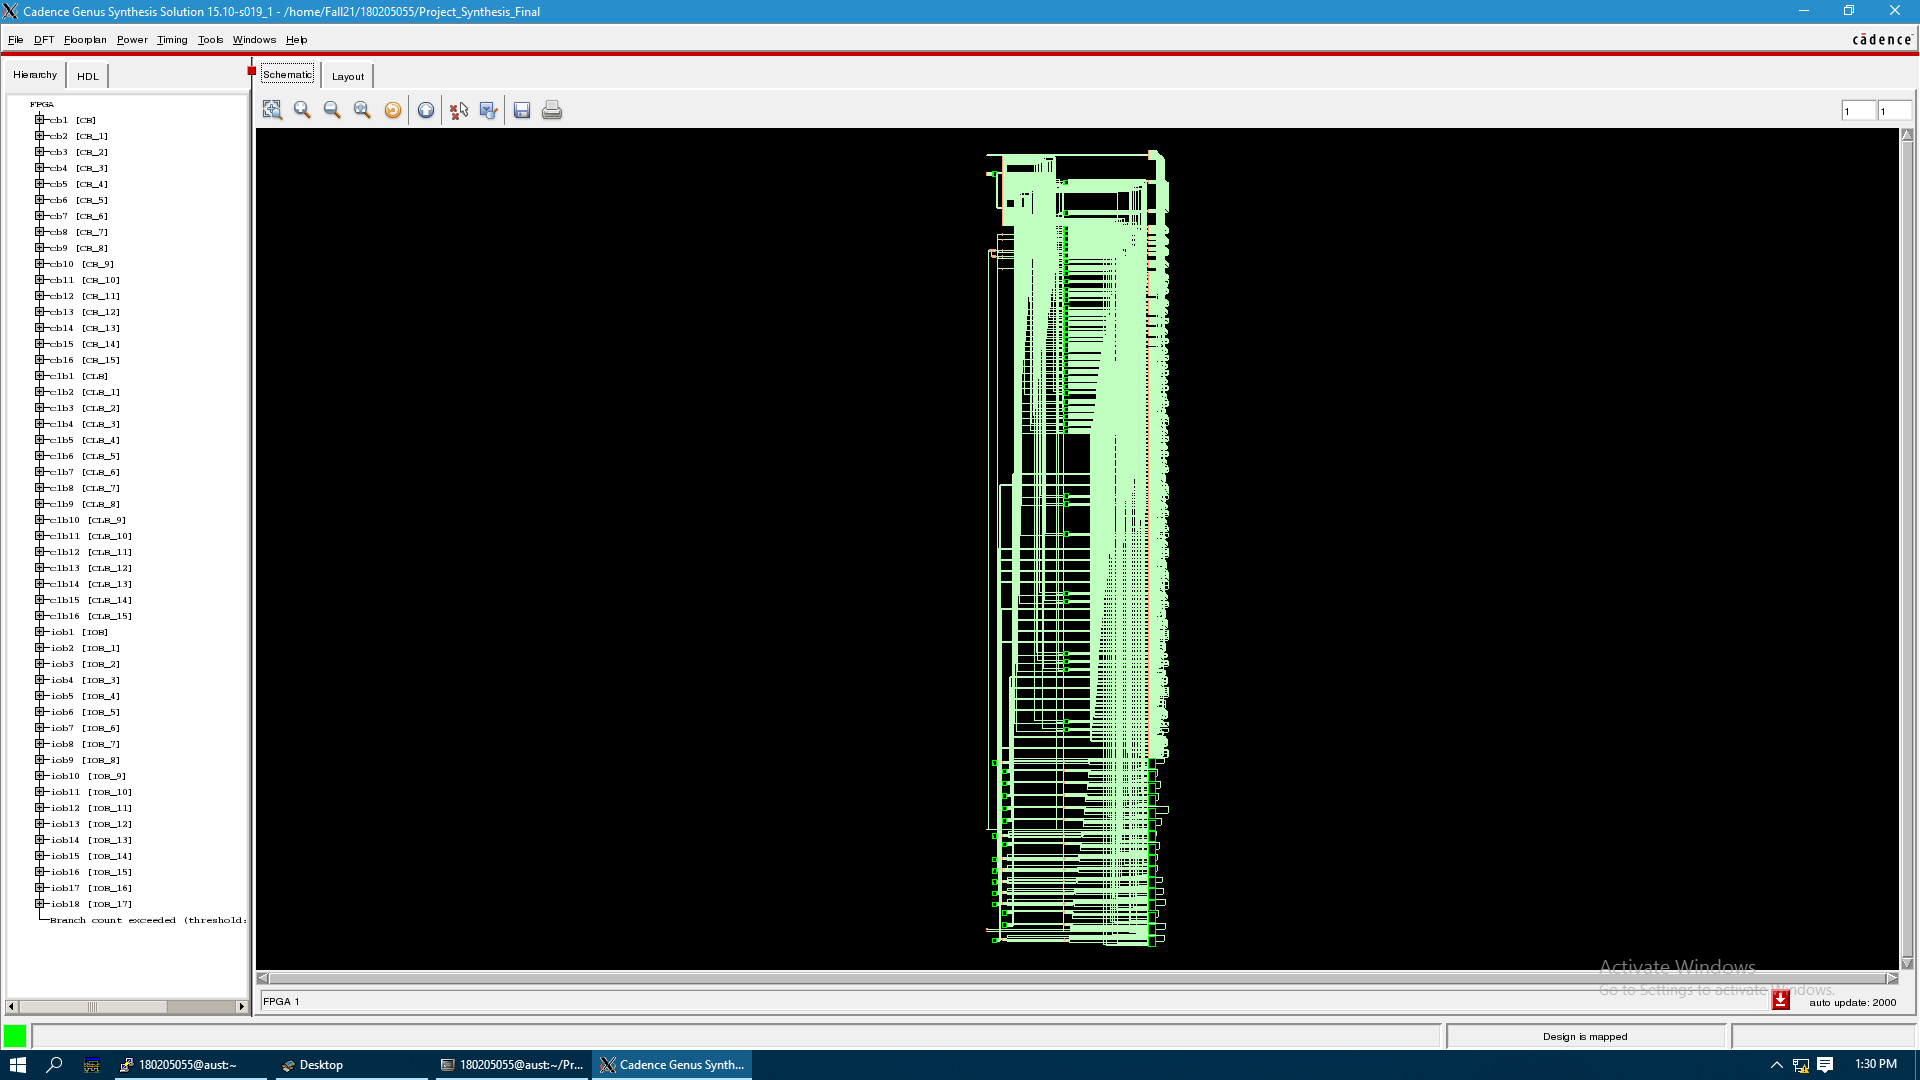 Cadence Genus Synthesis Solution 15.10-s019_1 - /home/Fall21/180205055/Project_Synthesis_Final
File DFT Floorplan Power Timing Tools Windows Help
cādence
Hierarchy HDL
Schematic Layout
1 1
FPGA
cb1 [CB]
cb2 [CB_1]
cb3 [CB_2]
cb4 [CB_3]
cb5 [CB_4]
cb6 [CB_5]
cb7 [CB_6]
cb8 [CB_7]
cb9 [CB_8]
cb10 [CB_9]
cb11 [CB_10]
cb12 [CB_11]
cb13 [CB_12]
cb14 [CB_13]
cb15 [CB_14]
cb16 [CB_15]
clb1 [CLB]
clb2 [CLB_1]
clb3 [CLB_2]
clb4 [CLB_3]
clb5 [CLB_4]
clb6 [CLB_5]
clb7 [CLB_6]
clb8 [CLB_7]
clb9 [CLB_8]
clb10 [CLB_9]
clb11 [CLB_10]
clb12 [CLB_11]
clb13 [CLB_12]
clb14 [CLB_13]
clb15 [CLB_14]
clb16 [CLB_15]
iob1 [IOB]
iob2 [IOB_1]
iob3 [IOB_2]
iob4 [IOB_3]
iob5 [IOB_4]
iob6 [IOB_5]
iob7 [IOB_6]
iob8 [IOB_7]
iob9 [IOB_8]
iob10 [IOB_9]
iob11 [IOB_10]
iob12 [IOB_11]
iob13 [IOB_12]
iob14 [IOB_13]
iob15 [IOB_14]
iob16 [IOB_15]
iob17 [IOB_16]
iob18 [IOB_17]
Branch count exceeded (threshold:
Activate Windows
Go to Settings to activate Windows.
FPGA 1
auto update: 2000
Design is mapped
180205055@aust:~
Desktop
180205055@aust:~/Pr...
Cadence Genus Synth...
1:30 PM